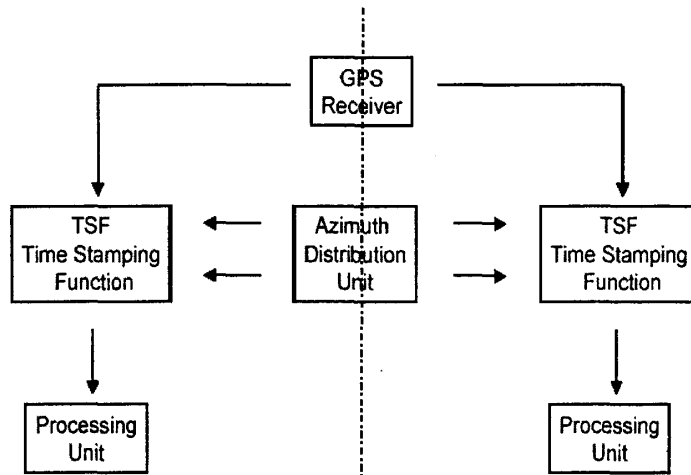 GPS
Receiver
TSF
Time Stamping
Function
Azimuth
Distribution
Unit
TSF
Time Stamping
Function
Processing
Unit
Processing
Unit